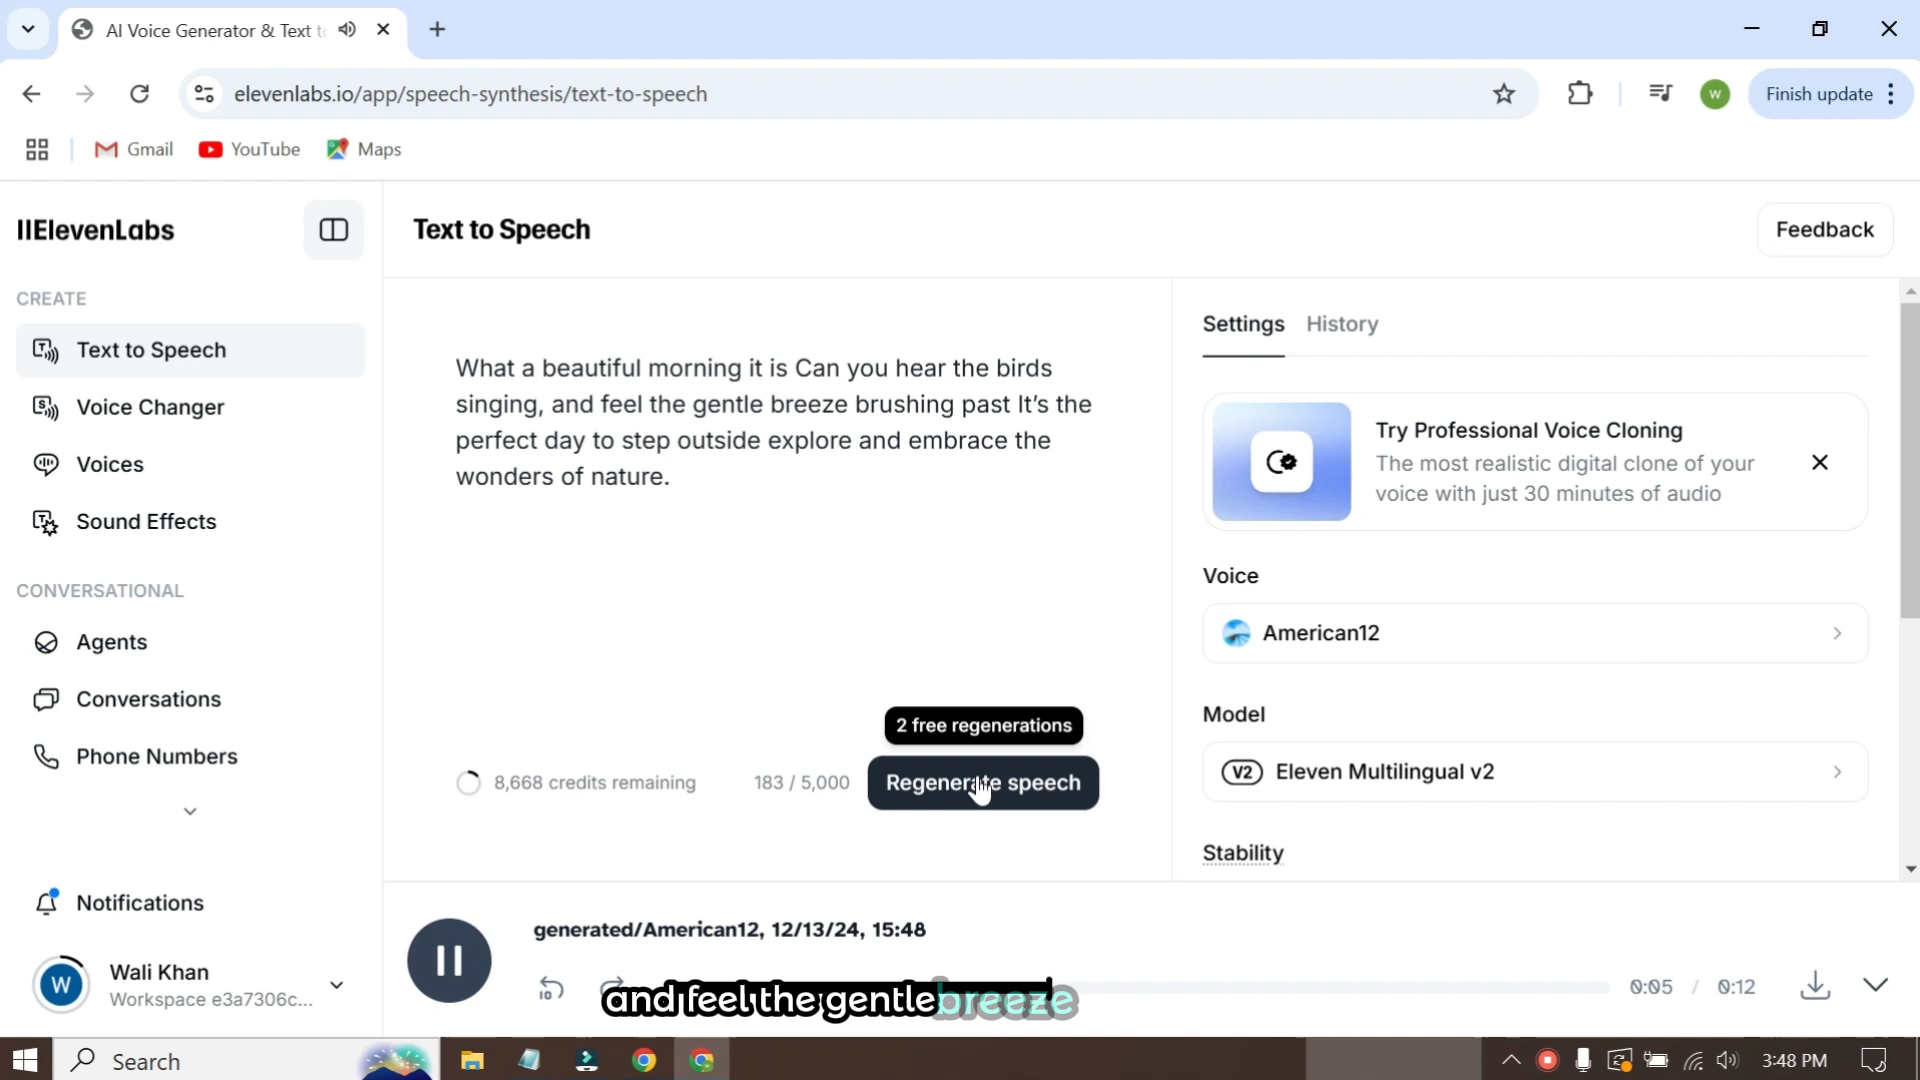 AI Voice Generator & Text to
elevenlabs.io/app/speech-synthesis/text-to-speech
W
Finish update
Gmail
YouTube
Maps
IIElevenLabs
Text to Speech
Feedback
CREATE
Text to Speech
Voice Changer
Voices
Sound Effects
CONVERSATIONAL
Agents
Conversations
Phone Numbers
Notifications
W
Wali Khan
Workspace e3a7306c...
What a beautiful morning it is Can you hear the birds
singing, and feel the gentle breeze brushing past It’s the
perfect day to step outside explore and embrace the
wonders of nature.
2 free regenerations
8,668 credits remaining
183 / 5,000
Regenerate speech
Settings
History
Try Professional Voice Cloning
The most realistic digital clone of your
voice with just 30 minutes of audio
Voice
American12
Model
V2 Eleven Multilingual v2
Stability
generated/American12, 12/13/24, 15:48
10
0:05 / 0:12
and feel the gentle breeze
Search
3:48 PM